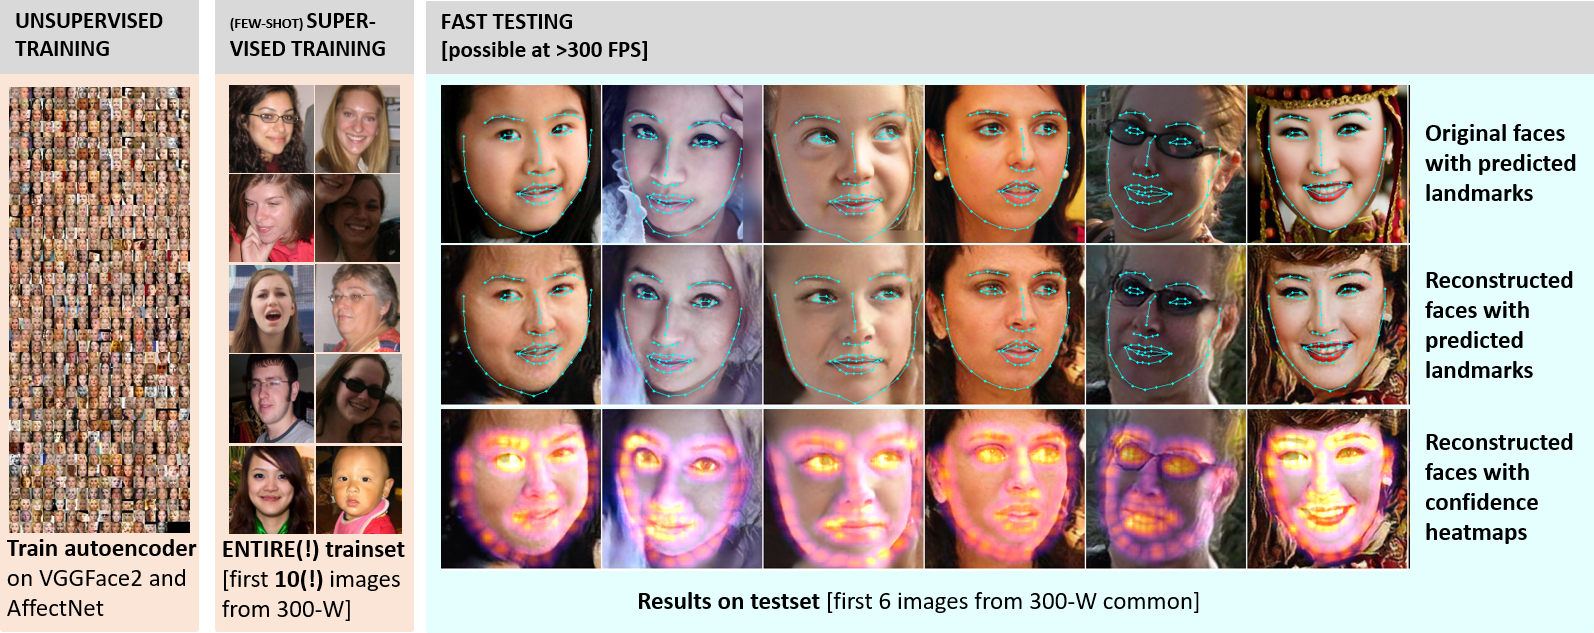 UNSUPERVISED
TRAINING
(FEW-SHOT) SUPER-
VISED TRAINING
FAST TESTING
[possible at >300 FPS]
Train autoencoder
on VGGFace2 and
AffectNet
ENTIRE(!) trainset
[first 10(!) images
from 300-W]
Original faces
with predicted
landmarks
Reconstructed
faces with
predicted
landmarks
Reconstructed
faces with
confidence
heatmaps
Results on testset [first 6 images from 300-W common]